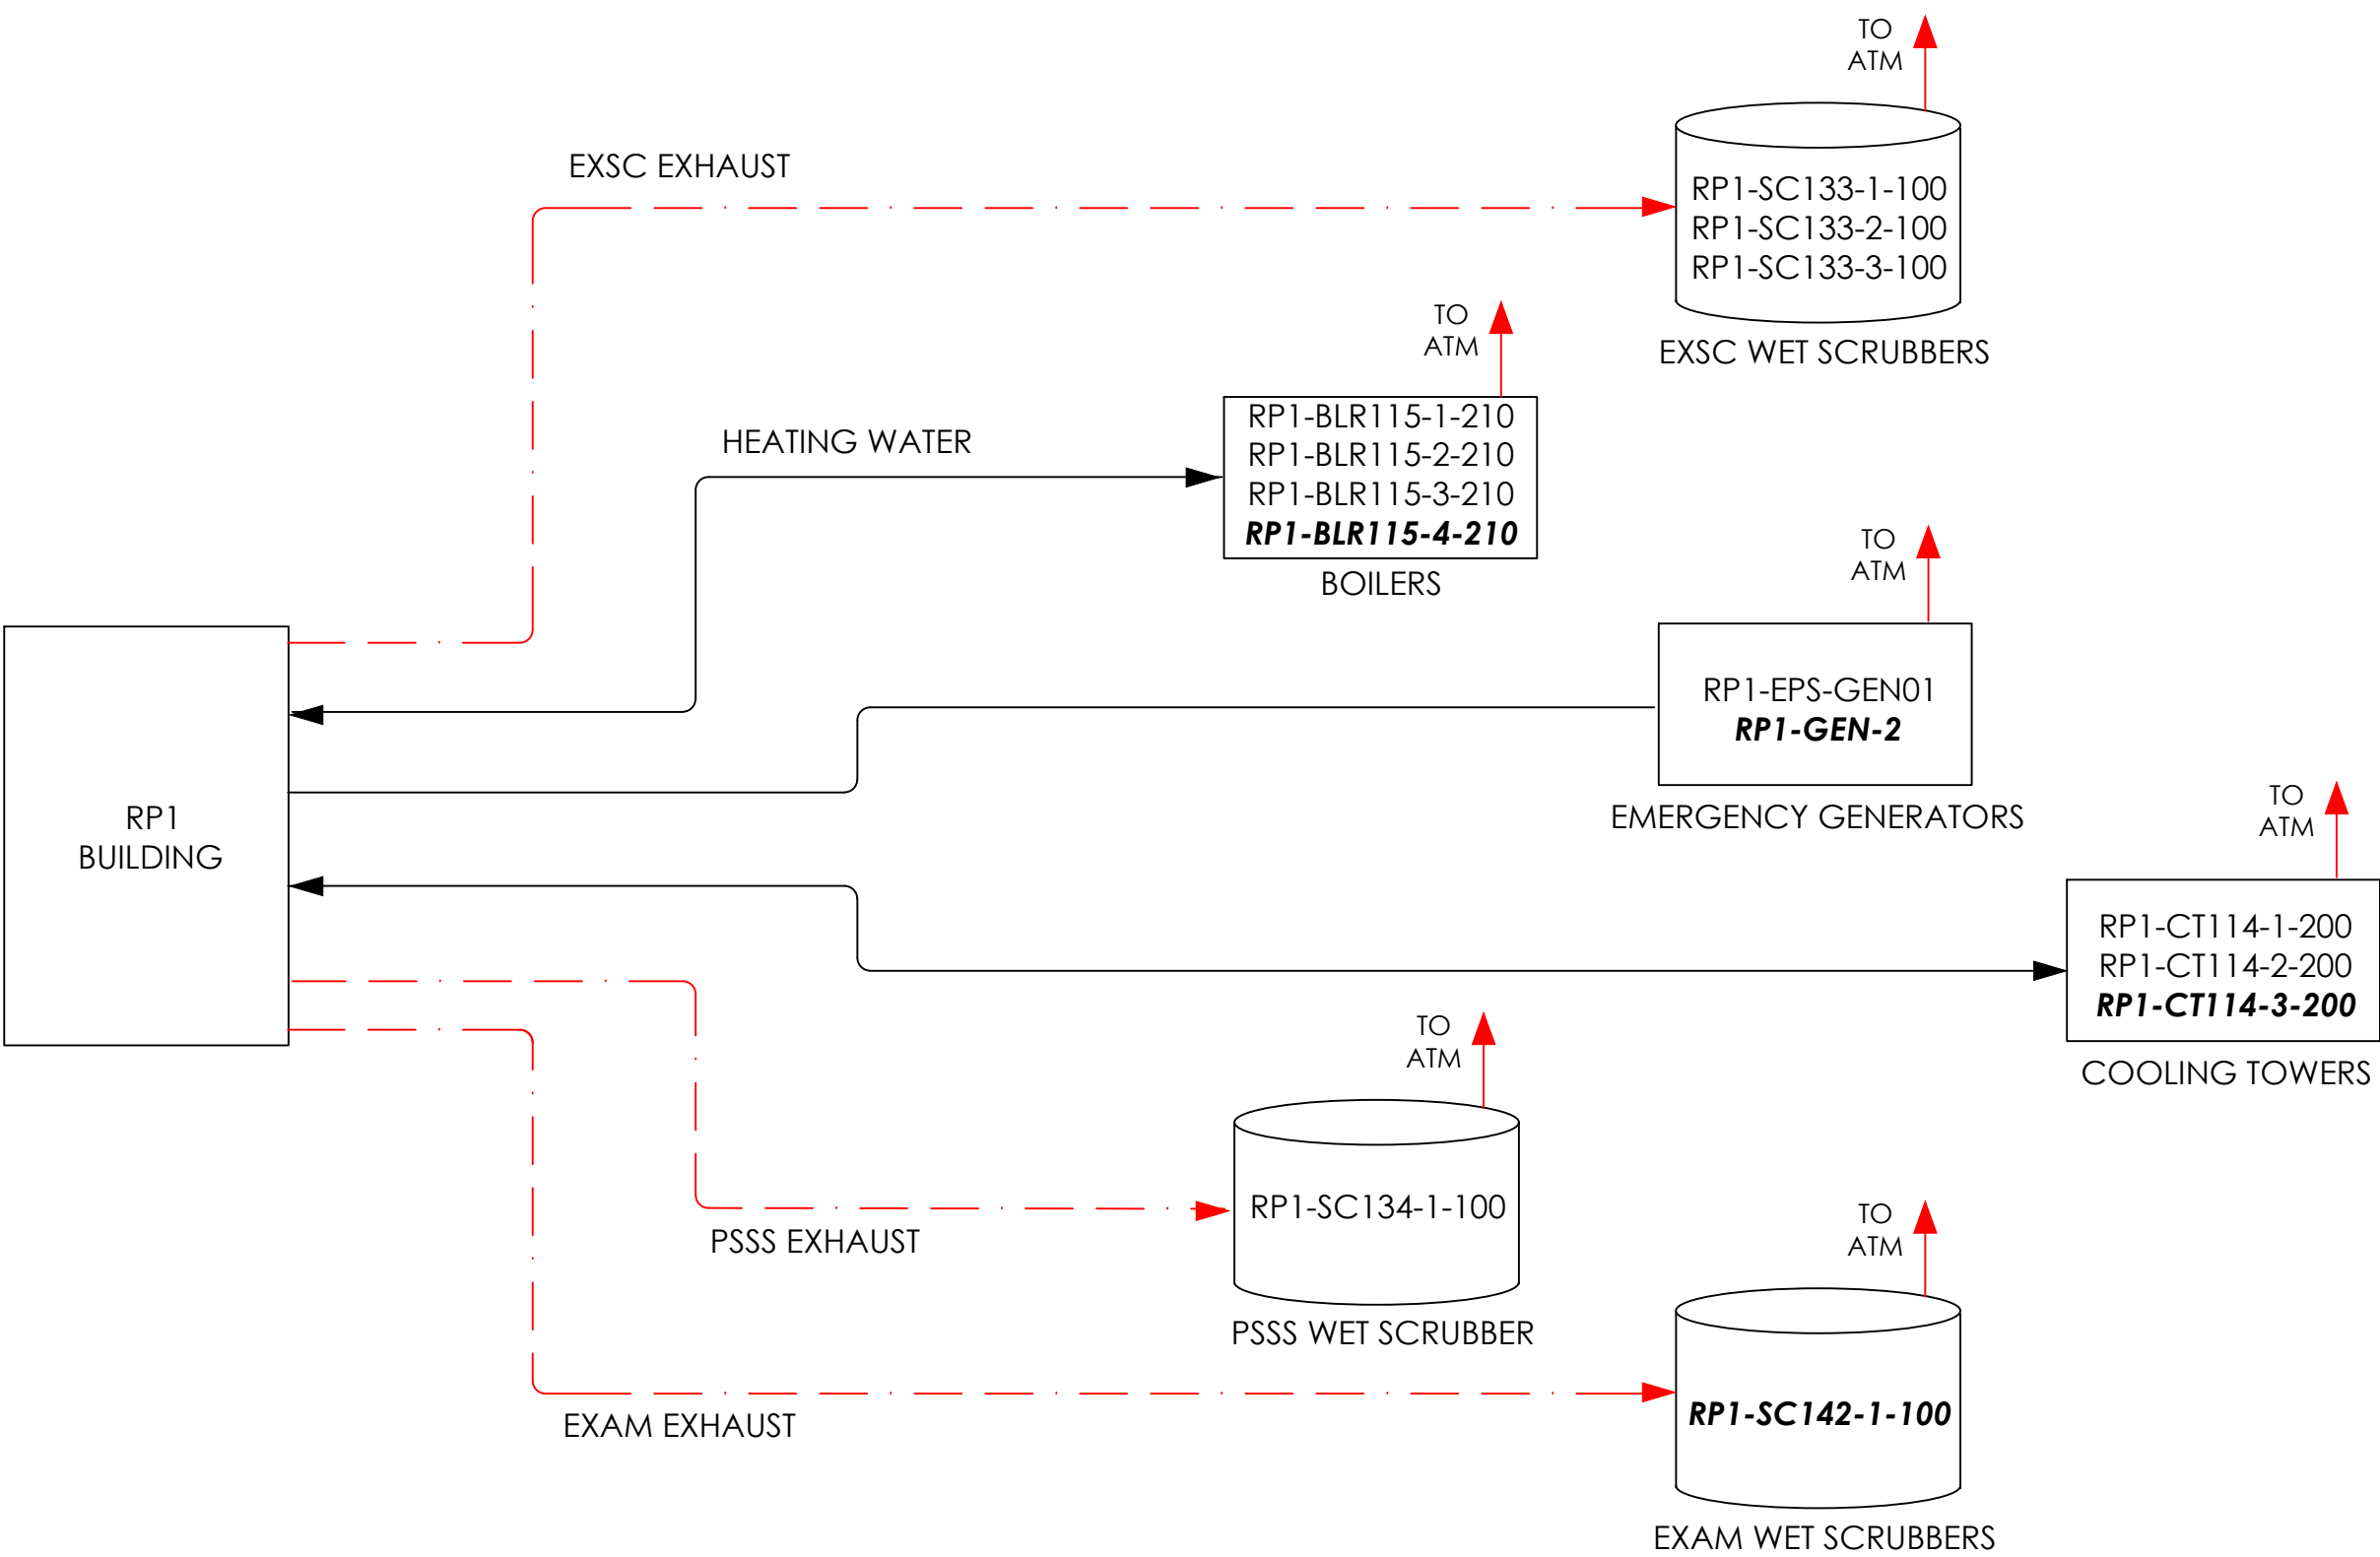 TO
ATM
EXSC EXHAUST
RP1-SC133-1-100
RP1-SC133-2-100
RP1-SC133-3-100
EXSC WET SCRUBBERS
TO
ATM
HEATING WATER
RP1-BLR115-1-210
RP1-BLR115-2-210
RP1-BLR115-3-210
RP1-BLR115-4-210
BOILERS
TO
ATM
RP1-EPS-GEN01
RP1-GEN-2
EMERGENCY GENERATORS
RP1
BUILDING
TO
ATM
RP1-CT114-1-200
RP1-CT114-2-200
RP1-CT114-3-200
COOLING TOWERS
TO
ATM
RP1-SC134-1-100
PSSS EXHAUST
PSSS WET SCRUBBER
TO
ATM
EXAM EXHAUST
RP1-SC142-1-100
EXAM WET SCRUBBERS